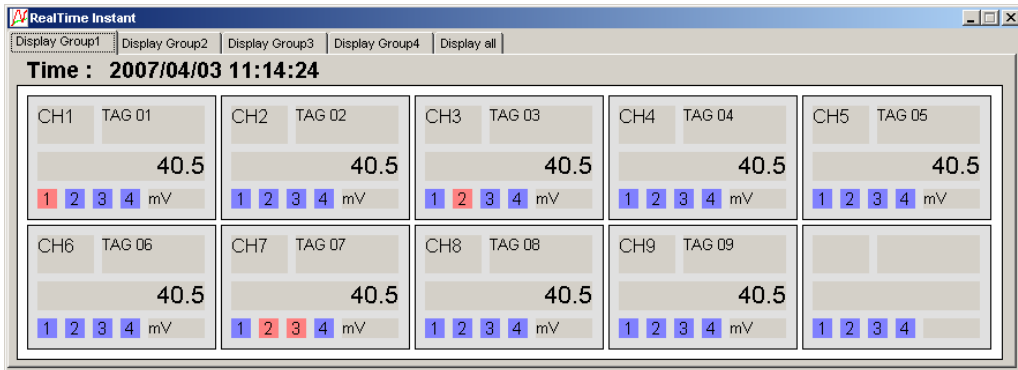 RealTime Instant
Display Group1 Display Group2 Display Group3 Display Group4 Display all
Time : 2007/04/03 11:14:24
CH1 TAG 01 CH2 TAG 02 CH3 TAG 03 CH4 TAG 04 CH5 TAG 05
40.5 40.5 40.5 40.5 40.5
1 2 3 4 mV 1 2 3 4 mV 1 2 3 4 mV 1 2 3 4 mV 1 2 3 4 mV
CH6 TAG 06 CH7 TAG 07 CH8 TAG 08 CH9 TAG 09
40.5 40.5 40.5 40.5
1 2 3 4 mV 1 2 3 4 mV 1 2 3 4 mV 1 2 3 4 mV 1 2 3 4